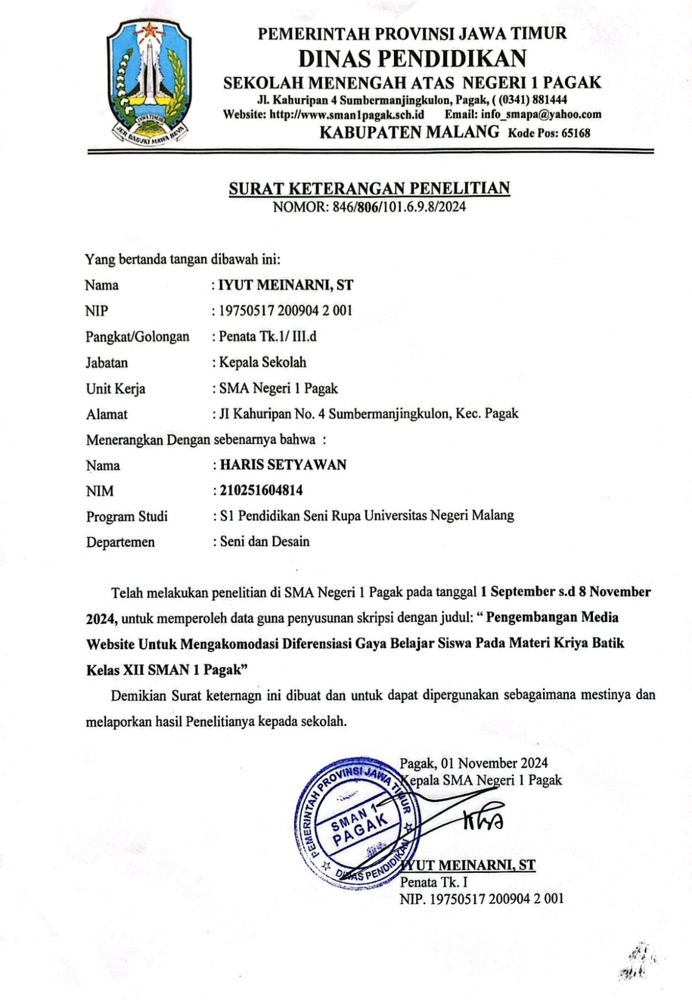 PEMERINTAH PROVINSI JAWA TIMUR
DINAS PENDIDIKAN
SEKOLAH MENENGAH ATAS NEGERI 1 PAGAK
Jl. Kahuripan 4 Sumbermanjingkulon, Pagak, ( (0341) 881444
Website: http://www.sman1pagak.sch.id Email: info_smapa@yahoo.com
KABUPATEN MALANG Kode Pos: 65168
JAWA TIMUR
JER BASUKI MAWA BEYA
SURAT KETERANGAN PENELITIAN
NOMOR: 846/806/101.6.9.8/2024
Yang bertanda tangan dibawah ini:
Nama : IYUT MEINARNI, ST
NIP : 19750517 200904 2 001
Pangkat/Golongan : Penata Tk.1/ III.d
Jabatan : Kepala Sekolah
Unit Kerja : SMA Negeri 1 Pagak
Alamat : JI Kahuripan No. 4 Sumbermanjingkulon, Kec. Pagak
Menerangkan Dengan sebenarnya bahwa :
Nama : HARIS SETYAWAN
NIM : 210251604814
Program Studi : S1 Pendidikan Seni Rupa Universitas Negeri Malang
Departemen : Seni dan Desain
Telah melakukan penelitian di SMA Negeri 1 Pagak pada tanggal 1 September s.d 8 November
2024, untuk memperoleh data guna penyusunan skripsi dengan judul: “ Pengembangan Media
Website Untuk Mengakomodasi Diferensiasi Gaya Belajar Siswa Pada Materi Kriya Batik
Kelas XII SMAN 1 Pagak”
Demikian Surat keternagn ini dibuat dan untuk dapat dipergunakan sebagaimana mestinya dan
melaporkan hasil Penelitianya kepada sekolah.
Pagak, 01 November 2024
Kepala SMA Negeri 1 Pagak
PEMERINTAH PROVINSI JAWA TIMUR
SMAN 1
PAGAK
DINAS PENDIDIKAN
IYUT MEINARNI, ST
Penata Tk. I
NIP. 19750517 200904 2 001